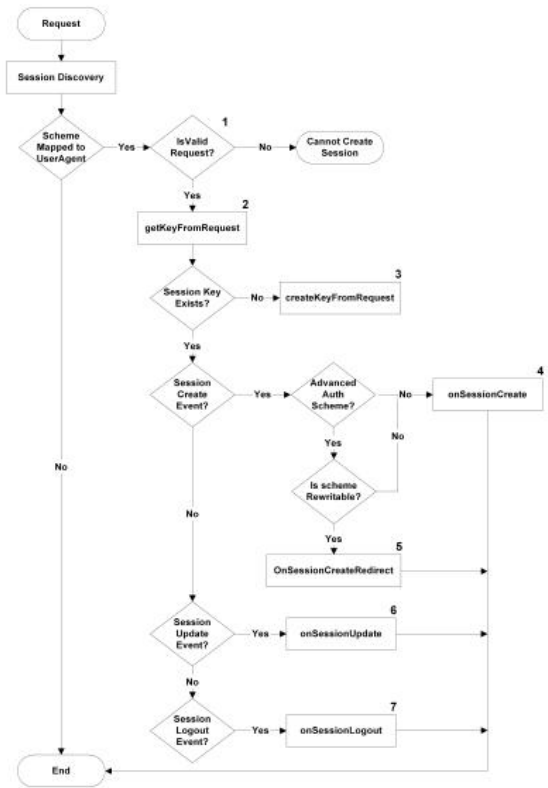 Request
Session Discovery
Scheme
Mapped to
UserAgent
Yes
1
IsValid
Request?
No
Cannot Create
Session
Yes
2
getKeyFromRequest
Session Key
Exists?
No
3
createKeyFromRequest
Yes
Session
Create
Event?
Yes
Advanced
Auth
Scheme?
No
4
onSessionCreate
No
Yes
Is scheme
Rewritable?
No
Yes
No
5
OnSessionCreateRedirect
Session
Update
Event?
Yes
6
onSessionUpdate
No
Session
Logout
Event?
Yes
7
onSessionLogout
End